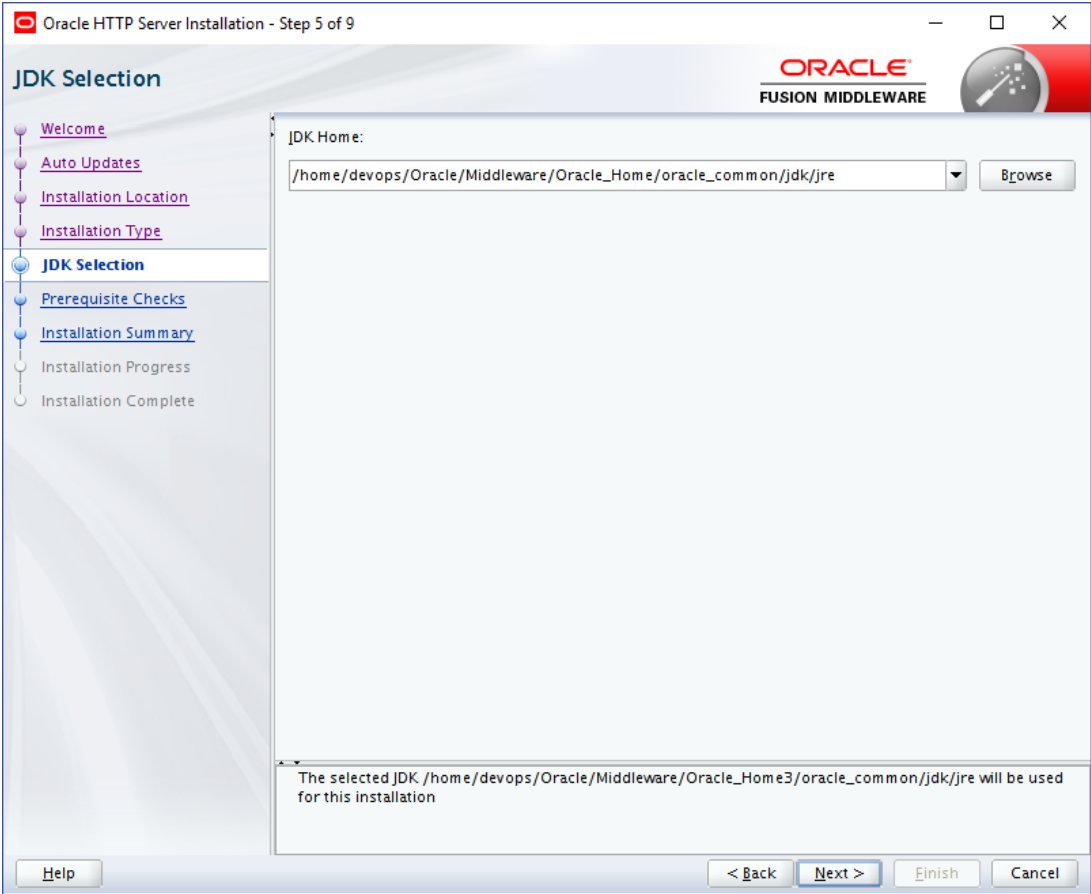 Oracle HTTP Server Installation - Step 5 of 9
JDK Selection
ORACLE
FUSION MIDDLEWARE
Welcome
Auto Updates
Installation Location
Installation Type
JDK Selection
Prerequisite Checks
Installation Summary
Installation Progress
Installation Complete
JDK Home:
/home/devops/Oracle/Middleware/Oracle_Home/oracle_common/jdk/jre
Browse
The selected JDK /home/devops/Oracle/Middleware/Oracle_Home3/oracle_common/jdk/jre will be used
for this installation
Help
< Back
Next >
Finish
Cancel